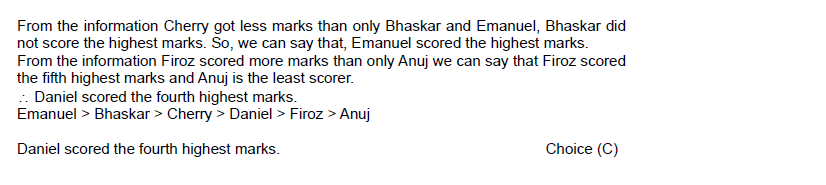 From the information Cherry got less marks than only Bhaskar and Emanuel, Bhaskar did
not score the highest marks. So, we can say that, Emanuel scored the highest marks.
From the information Firoz scored more marks than only Anuj we can say that Firoz scored
the fifth highest marks and Anuj is the least scorer.
∴ Daniel scored the fourth highest marks.
Emanuel > Bhaskar > Cherry > Daniel > Firoz > Anuj
Daniel scored the fourth highest marks. Choice (C)